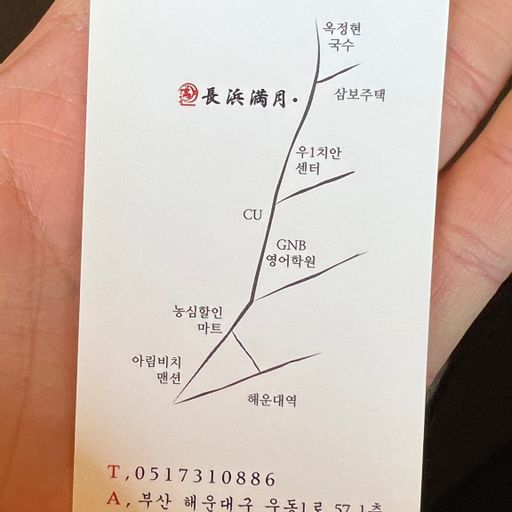 옥정현
국수
삼보주택
長浜満月
우1치안
센터
CU
GNB
영어학원
농심할인
마트
아림비치
맨션
해운대역
T, 0517310886
A, 부산 해운대구 우동1로 57 1층